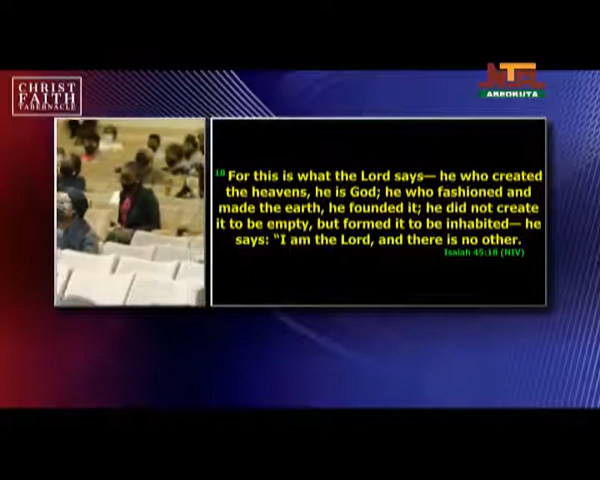 CHRIST
FAITH
TABERNACLE
NTA
ABEOKUTA
18 For this is what the Lord says— he who created
the heavens, he is God; he who fashioned and
made the earth, he founded it; he did not create
it to be empty, but formed it to be inhabited— he
says: “I am the Lord, and there is no other.
Isaiah 45:18 (NIV)